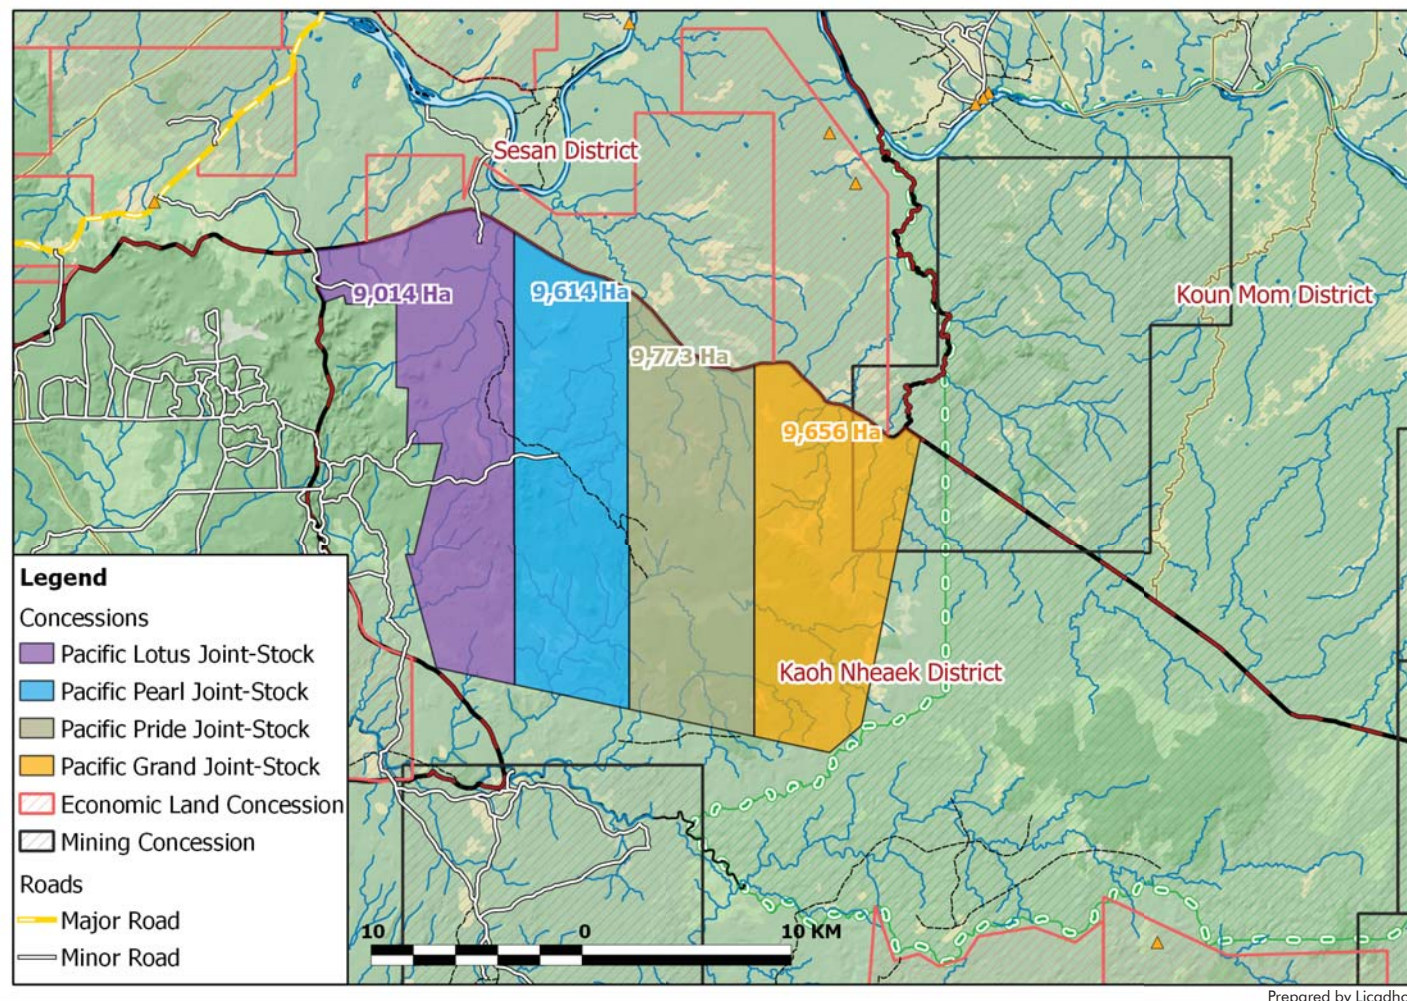 Sesan District
9,014 Ha
9,614 Ha
Koun Mom District
9,773 Ha
9,656 Ha
Kaoh Nheaek District
Legend
Concessions
Pacific Lotus Joint-Stock
Pacific Pearl Joint-Stock
Pacific Pride Joint-Stock
Pacific Grand Joint-Stock
Economic Land Concession
Mining Concession
Roads
Major Road
Minor Road
10 0 10 KM
Prepared by Licadho